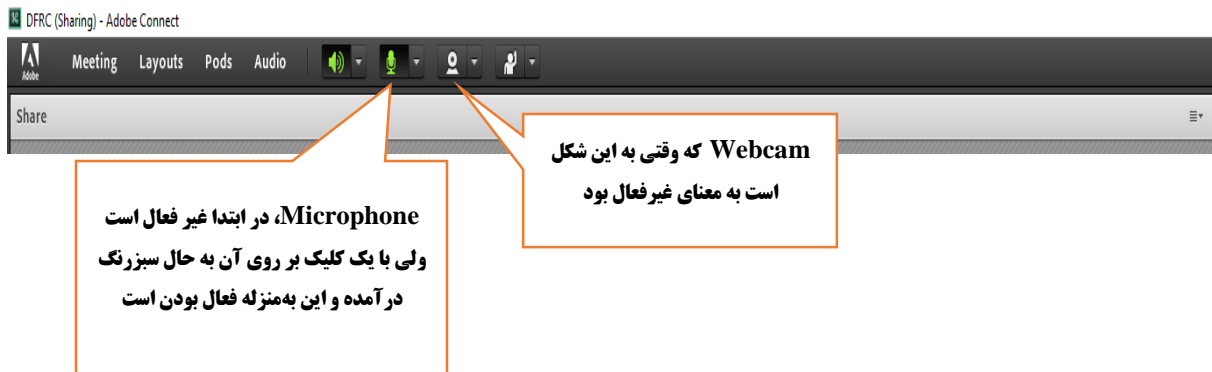 DFRC (Sharing) - Adobe Connect
Adobe Meeting Layouts Pods Audio
Share
Webcam که وقتی به این شکل
است به معنای غیرفعال بود
Microphone، در ابتدا غیر فعال است
ولی با یک کلیک بر روی آن به حال سبزرنگ
درآمده و این به‌منزله فعال بودن است